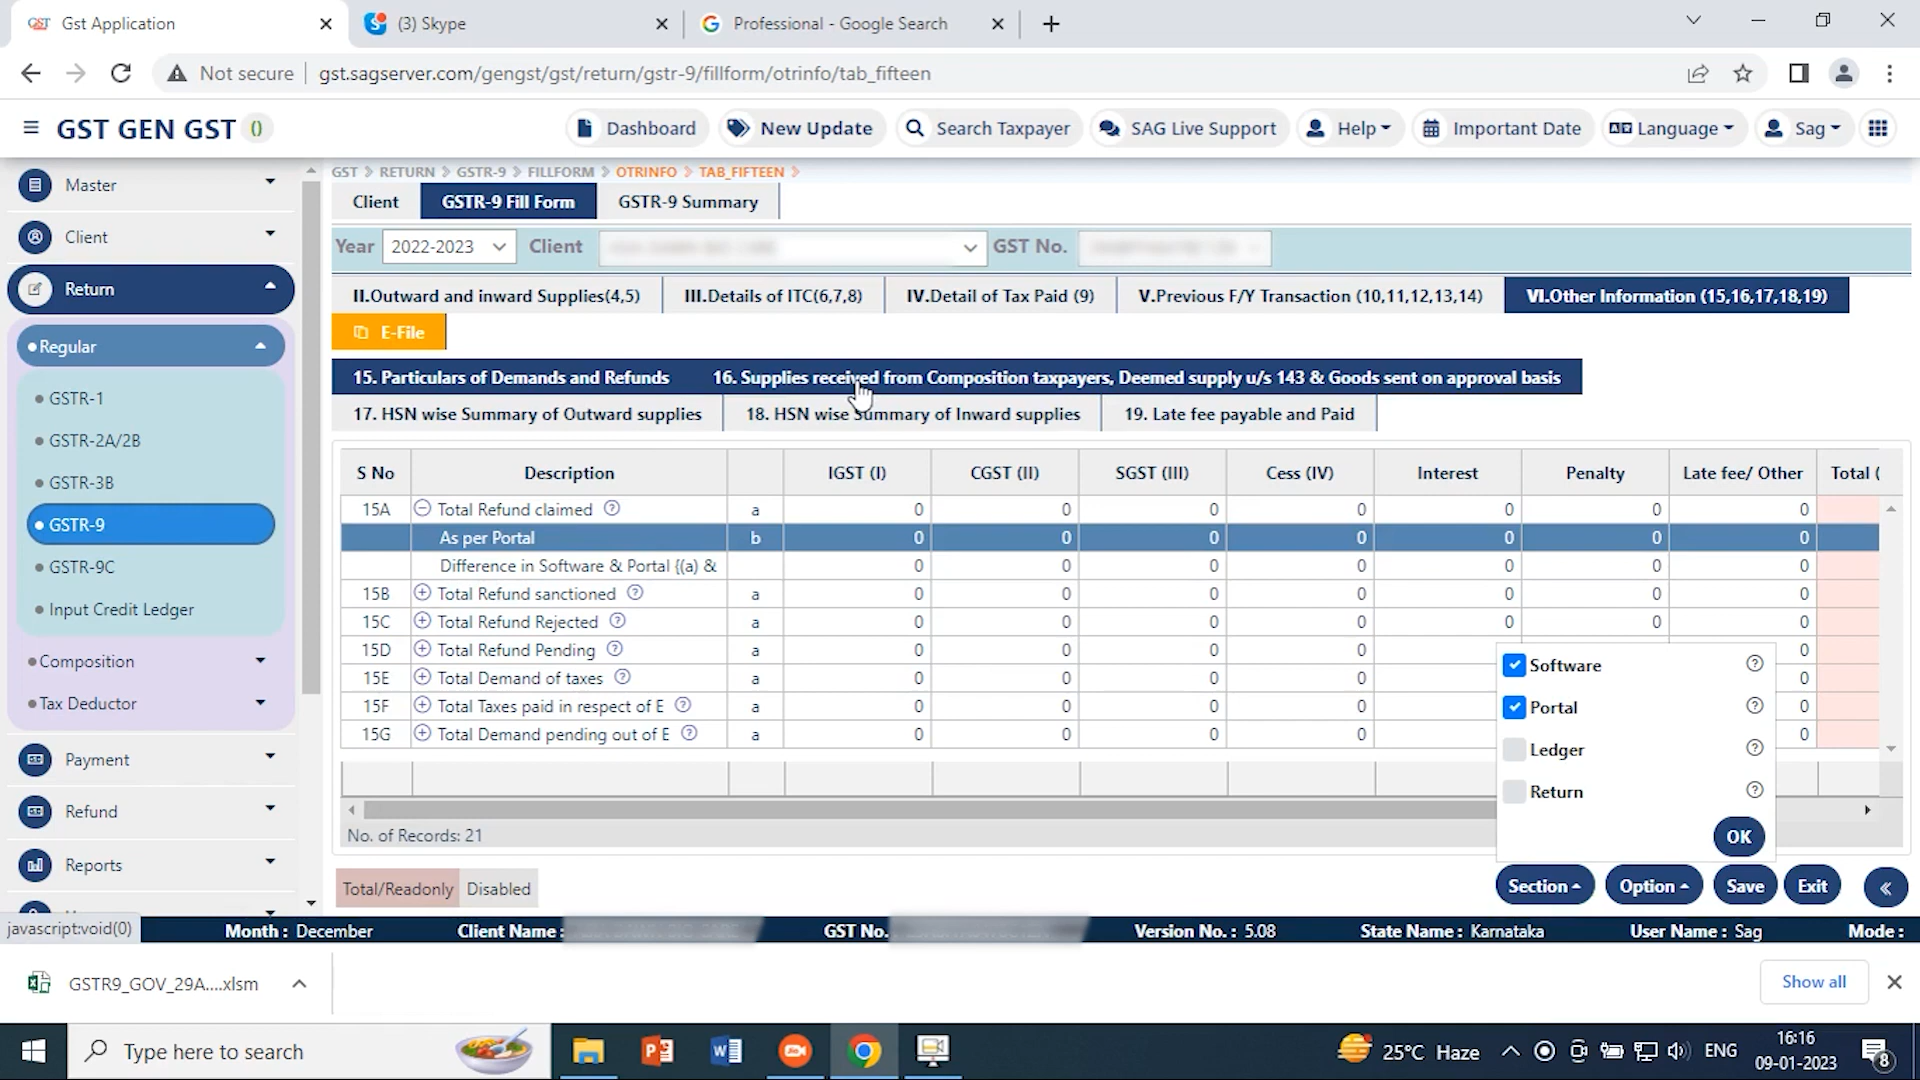 Gst Application
(3) Skype
Professional - Google Search
Not secure
gst.sagserver.com/gengst/gst/return/gstr-9/fillform/otrinfo/tab_fifteen
GST GEN GST ()
Dashboard
New Update
Search Taxpayer
SAG Live Support
Help
Important Date
Language
Sag
Master
Client
Return
Regular
GSTR-1
GSTR-2A/2B
GSTR-3B
GSTR-9
GSTR-9C
Input Credit Ledger
Composition
Tax Deductor
Payment
Refund
Reports
GST > RETURN > GSTR-9 > FILLFORM > OTRINFO > TAB_FIFTEEN >
Client
GSTR-9 Fill Form
GSTR-9 Summary
Year 2022-2023 Client GST No.
II.Outward and inward Supplies(4,5)
III.Details of ITC(6,7,8)
IV.Detail of Tax Paid (9)
V.Previous F/Y Transaction (10,11,12,13,14)
VI.Other Information (15,16,17,18,19)
E-File
15. Particulars of Demands and Refunds
16. Supplies received from Composition taxpayers, Deemed supply u/s 143 & Goods sent on approval basis
17. HSN wise Summary of Outward supplies
18. HSN wise Summary of Inward supplies
19. Late fee payable and Paid
S No Description IGST (I) CGST (II) SGST (III) Cess (IV) Interest Penalty Late fee/ Other Total (
15A Total Refund claimed a 0 0 0 0 0 0 0
As per Portal b 0 0 0 0 0 0 0
Difference in Software & Portal {(a) & 0 0 0 0 0 0 0
15B Total Refund sanctioned a 0 0 0 0 0 0 0
15C Total Refund Rejected a 0 0 0 0 0 0 0
15D Total Refund Pending a 0 0 0 0 0
15E Total Demand of taxes a 0 0 0 0 0
15F Total Taxes paid in respect of E a 0 0 0 0 0
15G Total Demand pending out of E a 0 0 0 0 0
Software
Portal
Ledger
Return
OK
No. of Records: 21
Total/Readonly
Disabled
Section
Option
Save
Exit
javascript:void(0)
Month : December
Client Name :
GST No.
Version No. : 5.08
State Name : Karnataka
User Name : Sag
Mode :
GSTR9_GOV_29A....xlsm
Show all
Type here to search
25°C Haze
ENG
16:16
09-01-2023
8